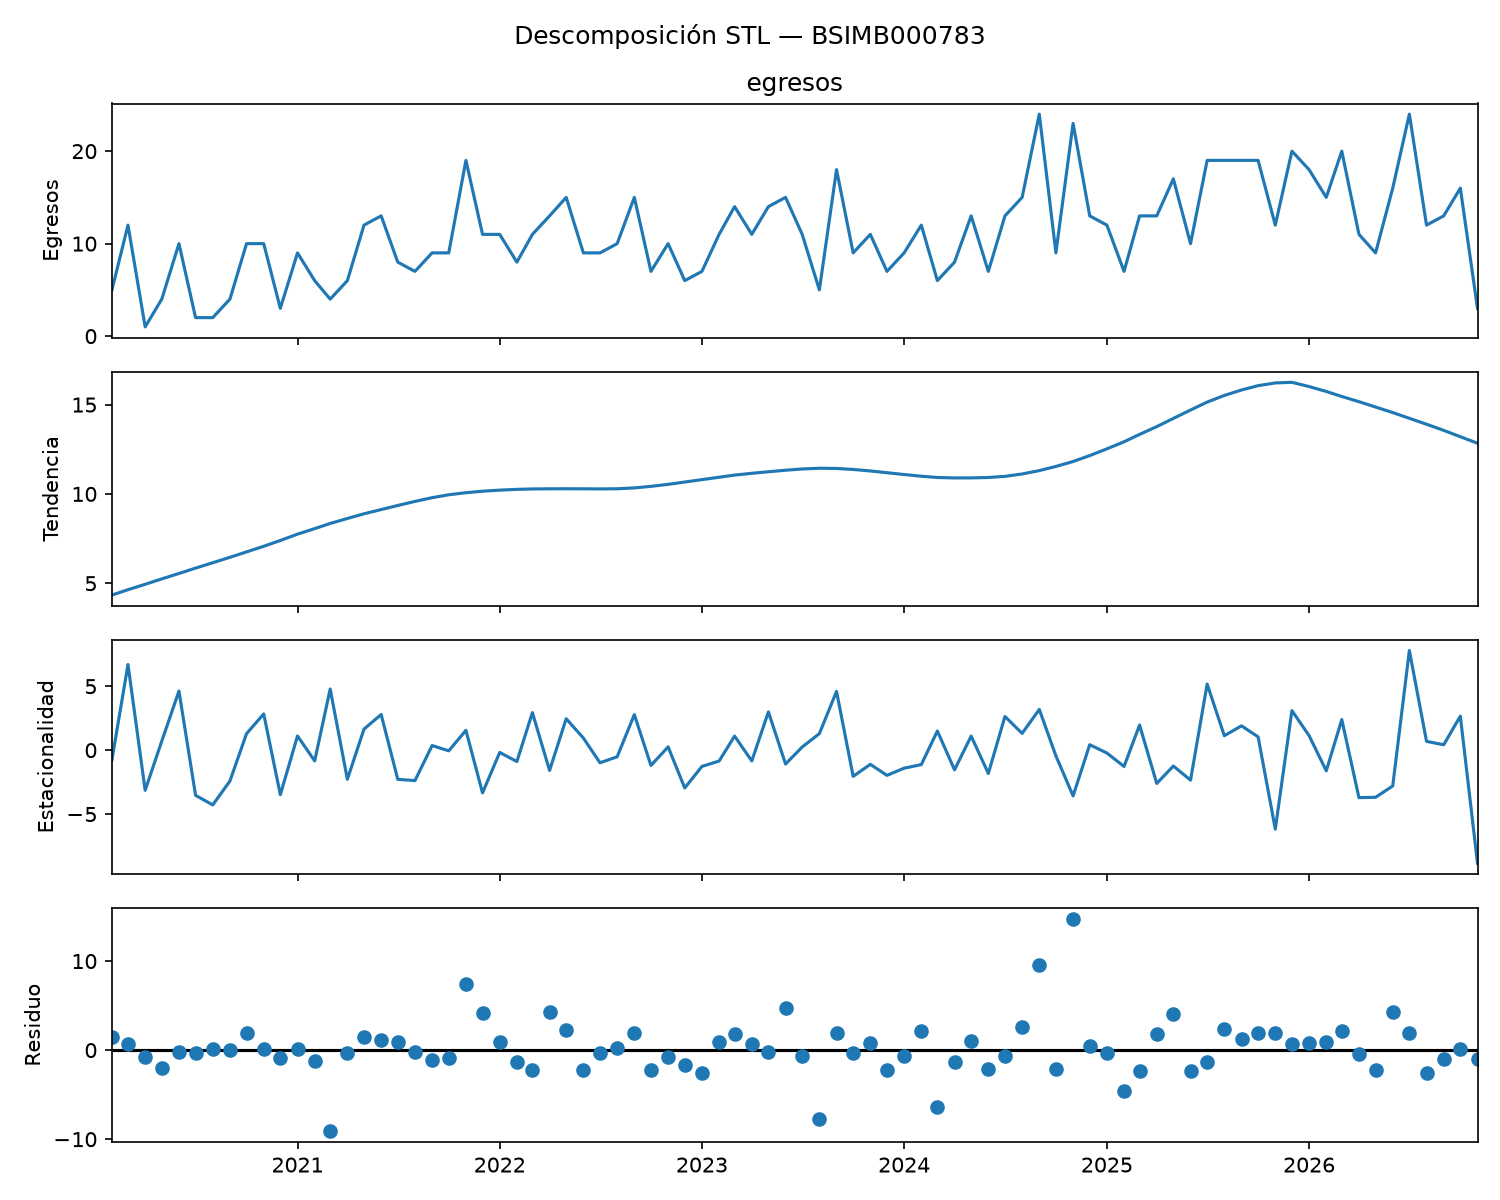 Descomposición STL — BSIMB000783
egresos
Egresos
20
10
0
Tendencia
15
10
5
Estacionalidad
5
0
−5
Residuo
10
0
−10
2021 2022 2023 2024 2025 2026